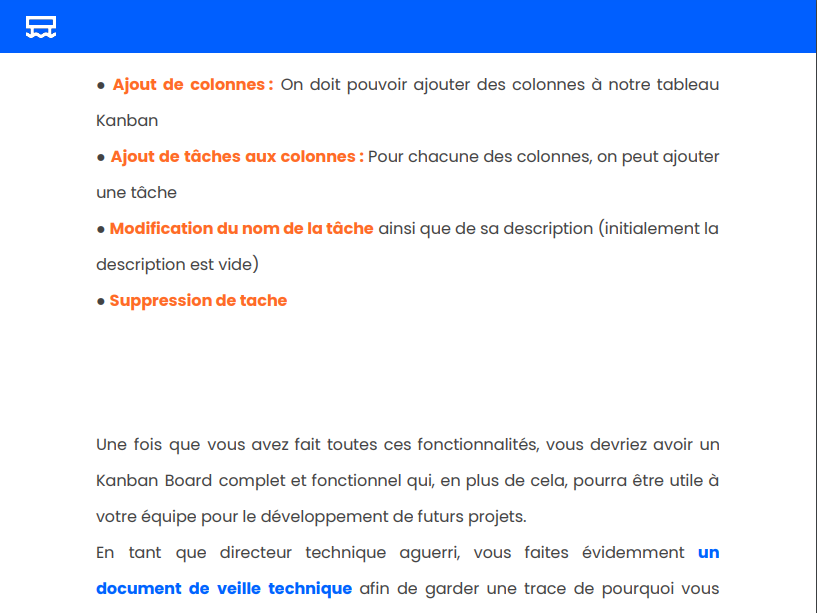 ● Ajout de colonnes : On doit pouvoir ajouter des colonnes à notre tableau
Kanban
● Ajout de tâches aux colonnes : Pour chacune des colonnes, on peut ajouter
une tâche
● Modification du nom de la tâche ainsi que de sa description (initialement la
description est vide)
● Suppression de tache
Une fois que vous avez fait toutes ces fonctionnalités, vous devriez avoir un
Kanban Board complet et fonctionnel qui, en plus de cela, pourra être utile à
votre équipe pour le développement de futurs projets.
En tant que directeur technique aguerri, vous faites évidemment un
document de veille technique afin de garder une trace de pourquoi vous